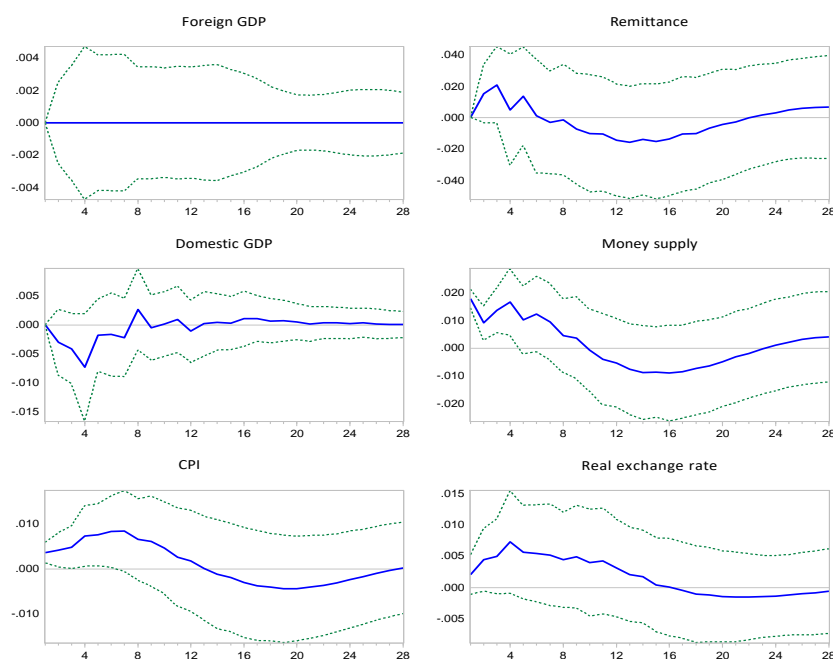 Foreign GDP
.004
.002
.000
-.002
-.004
4 8 12 16 20 24 28
Remittance
.040
.020
.000
-.020
-.040
4 8 12 16 20 24 28
Domestic GDP
.005
.000
-.005
-.010
-.015
4 8 12 16 20 24 28
Money supply
.020
.010
.000
-.010
-.020
4 8 12 16 20 24 28
CPI
.010
.000
-.010
4 8 12 16 20 24 28
Real exchange rate
.015
.010
.005
.000
-.005
4 8 12 16 20 24 28